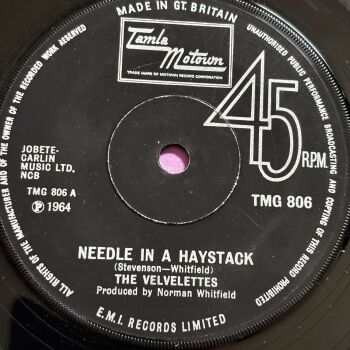 MADE IN GT. BRITAIN
ALL RIGHTS OF THE MANUFACTURER AND OF THE OWNER OF THE RECORDED WORK RESERVED
UNAUTHORISED PUBLIC PERFORMANCE BROADCASTING AND COPYING OF THIS RECORD PROHIBITED
Tamla
Motown
TRADE MARK OF MOTOWN RECORD CORPORATION
45
R.P.M.
JOBETE-
CARLIN
MUSIC LTD.
NCB
TMG 806 A
Ⓟ 1964
TMG 806
NEEDLE IN A HAYSTACK
(Stevenson—Whitfield)
THE VELVELETTES
Produced by Norman Whitfield
E.M.I. RECORDS LIMITED